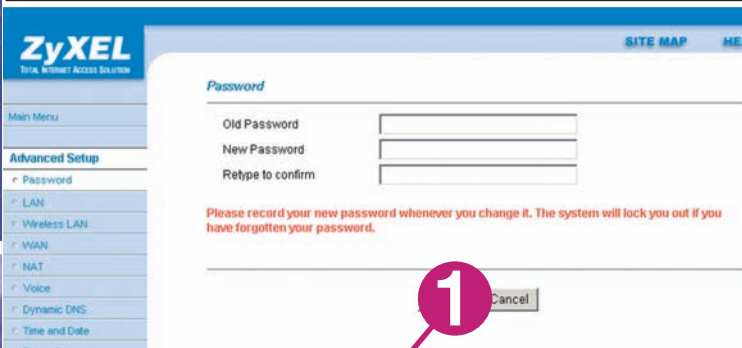 ZyXEL
TOTAL INTERNET ACCESS SOLUTION
SITE MAP
Password
Main Menu
Old Password
New Password
Retype to confirm
Advanced Setup
Password
LAN
Wireless LAN
WAN
NAT
Voice
Dynamic DNS
Time and Date
Please record your new password whenever you change it. The system will lock you out if you
have forgotten your password.
1
Cancel